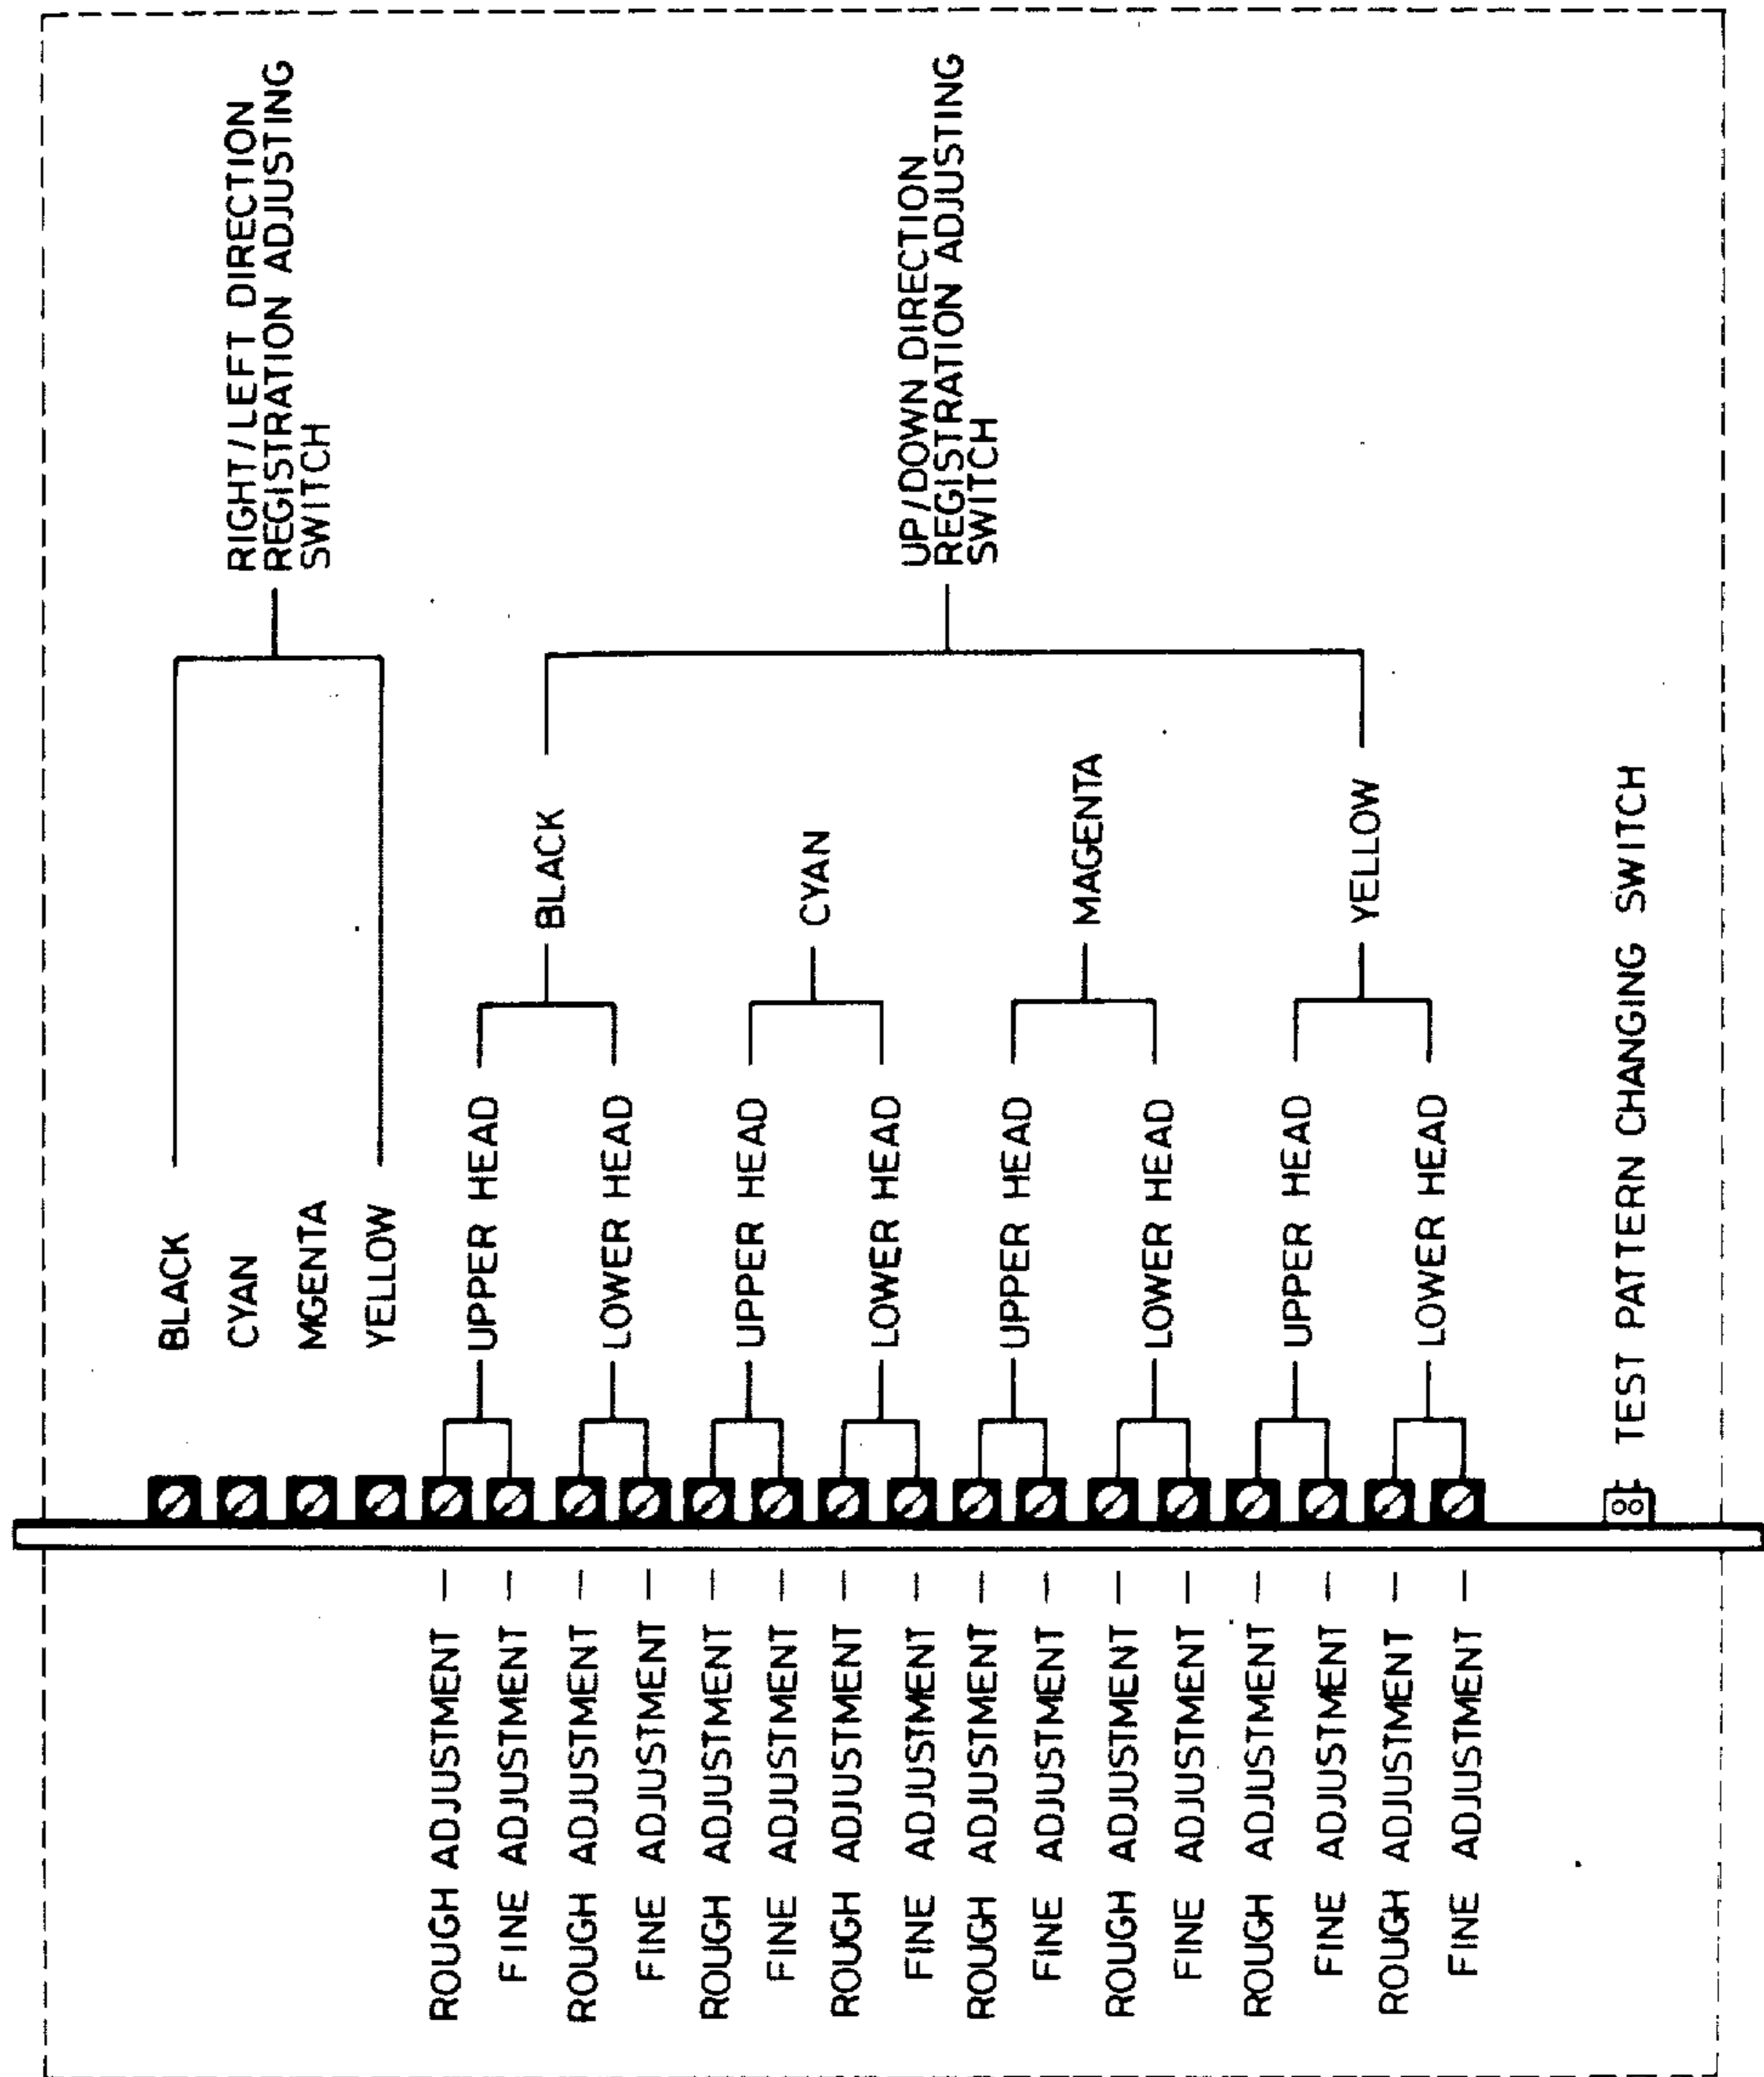 RIGHT/LEFT DIRECTION
REGISTRATION ADJUSTING
SWITCH
UP/DOWN DIRECTION
REGISTRATION ADJUSTING
SWITCH
BLACK
CYAN
MAGENTA
YELLOW
BLACK
CYAN
MGENTA
YELLOW
UPPER HEAD
LOWER HEAD
UPPER HEAD
LOWER HEAD
UPPER HEAD
LOWER HEAD
UPPER HEAD
LOWER HEAD
TEST PATTERN CHANGING SWITCH
ROUGH ADJUSTMENT
FINE ADJUSTMENT
ROUGH ADJUSTMENT
FINE ADJUSTMENT
ROUGH ADJUSTMENT
FINE ADJUSTMENT
ROUGH ADJUSTMENT
FINE ADJUSTMENT
ROUGH ADJUSTMENT
FINE ADJUSTMENT
ROUGH ADJUSTMENT
FINE ADJUSTMENT
ROUGH ADJUSTMENT
FINE ADJUSTMENT
ROUGH ADJUSTMENT
FINE ADJUSTMENT